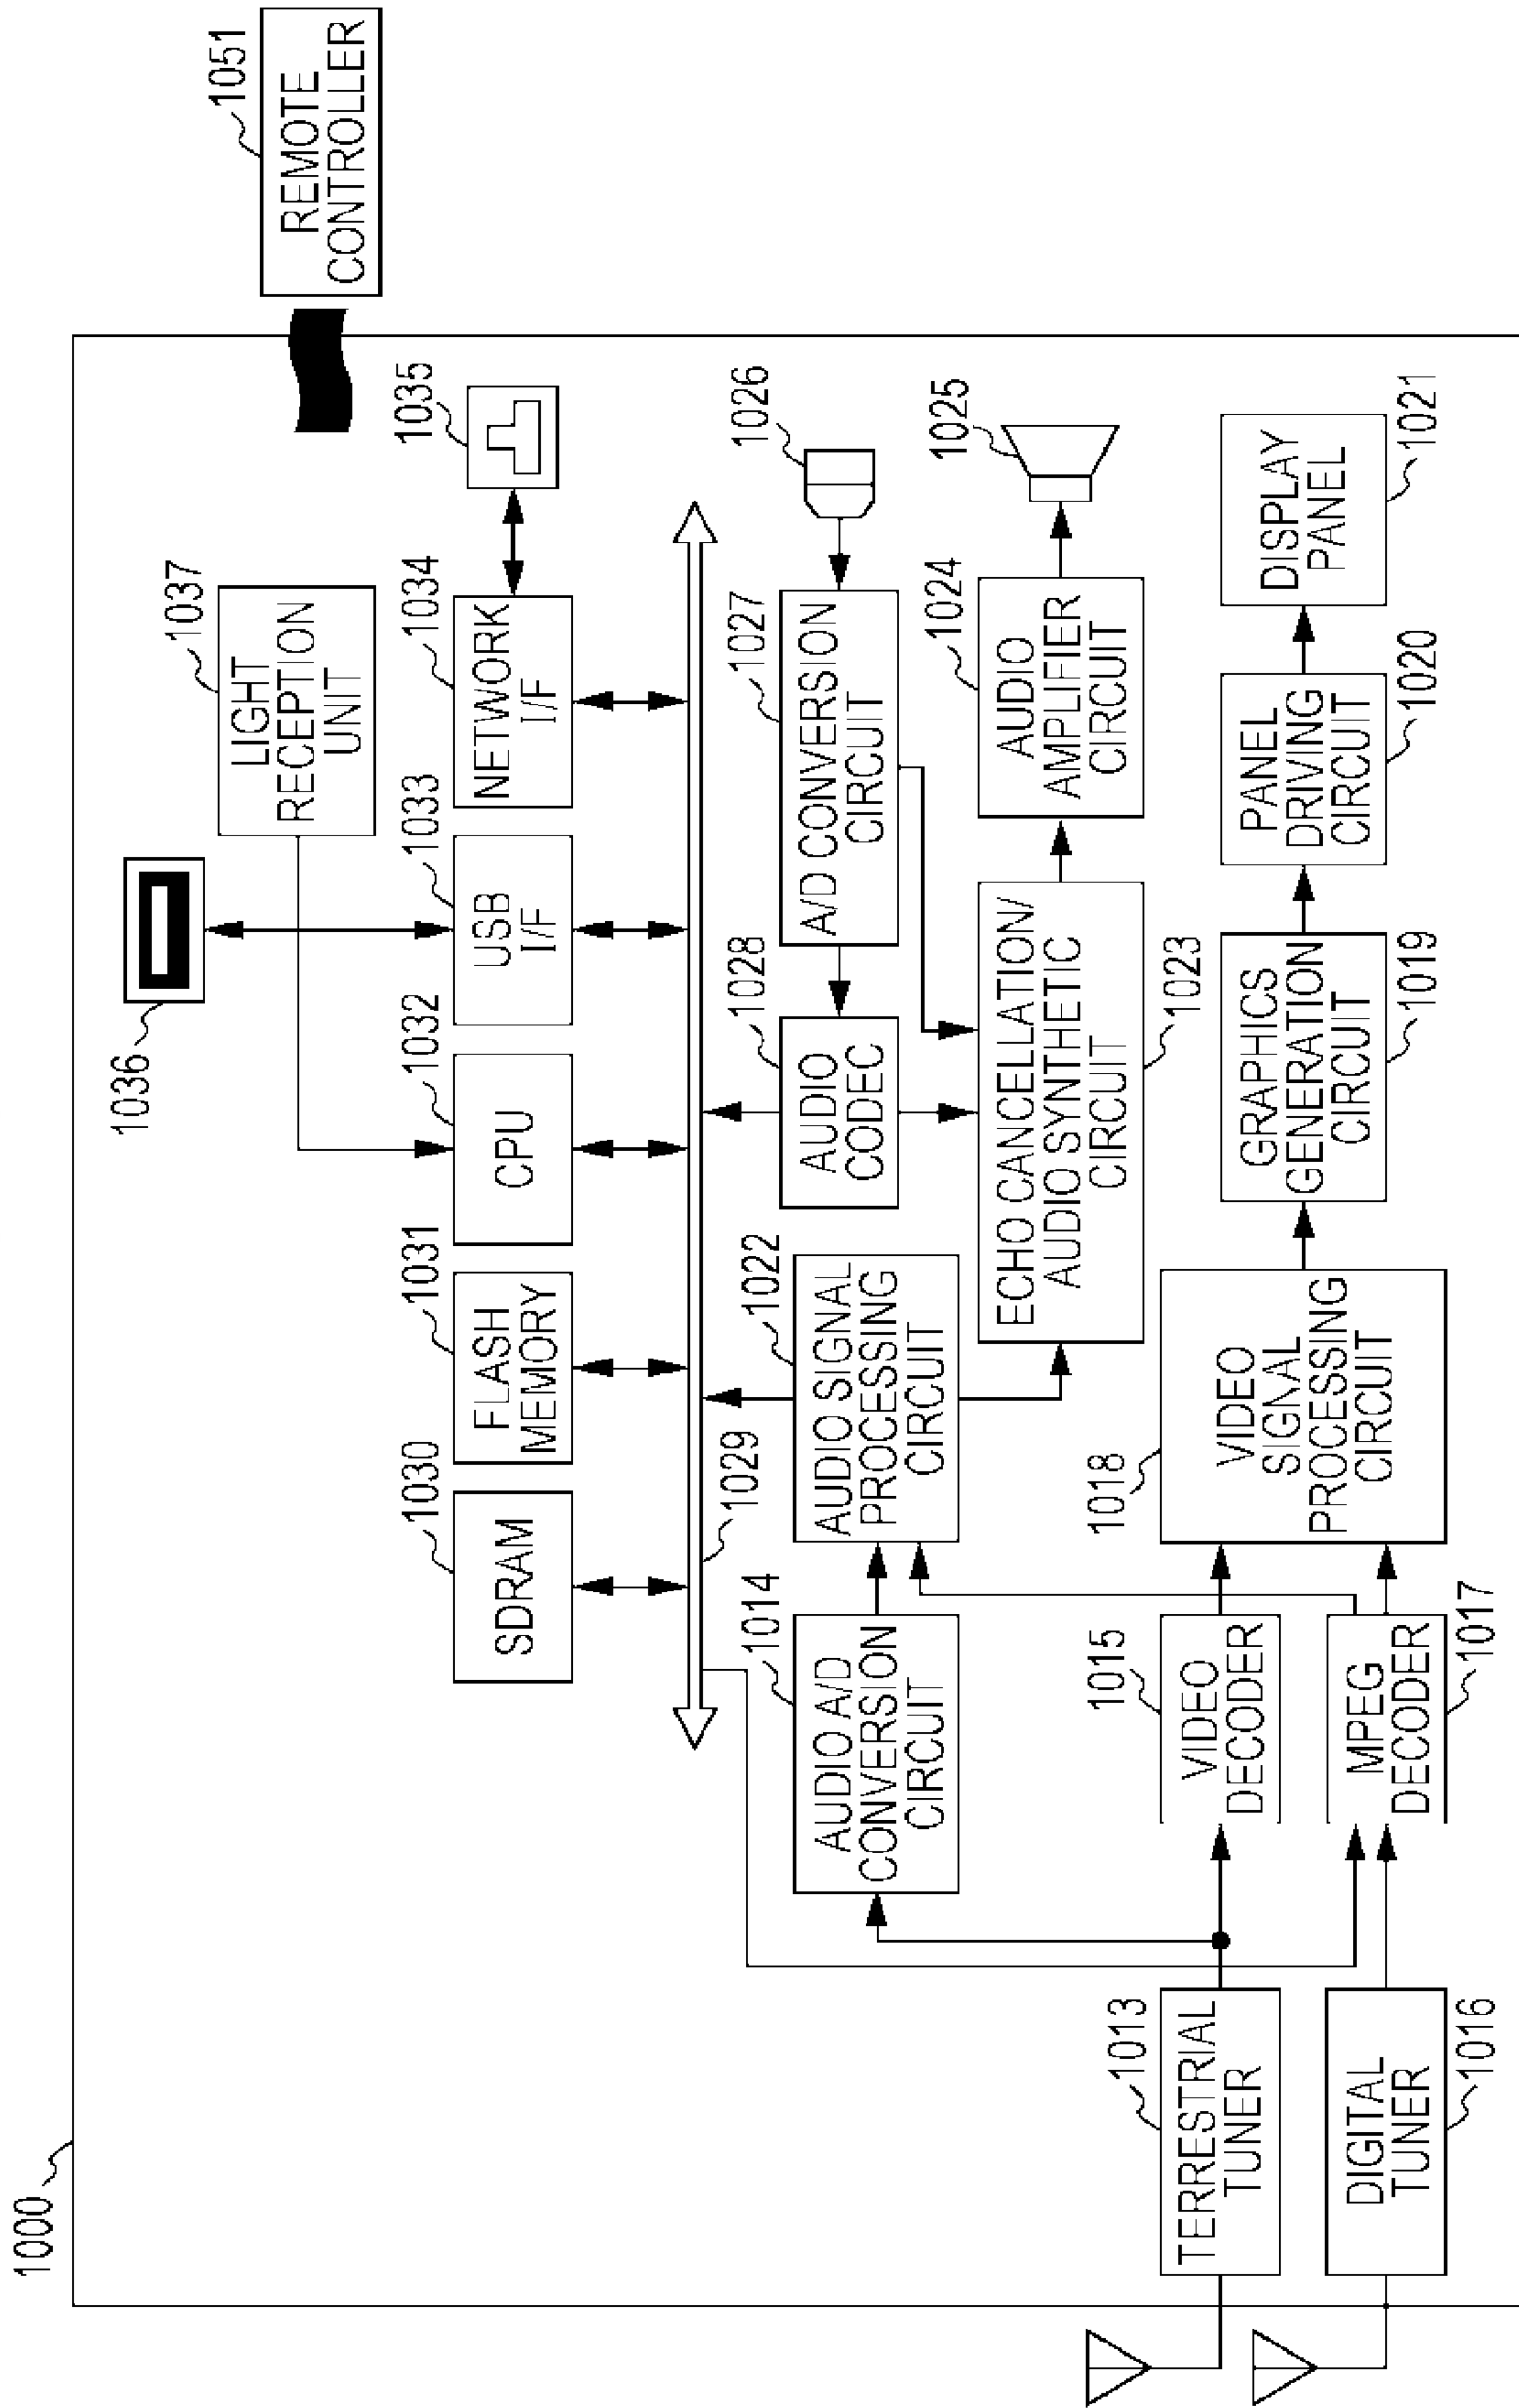 1000
1051
REMOTE
CONTROLLER
1036
1037
LIGHT
RECEPTION
UNIT
1035
1030
SDRAM
1031
FLASH
MEMORY
1032
CPU
1033
USB
I/F
1034
NETWORK
I/F
1029
1026
1014
AUDIO A/D
CONVERSION
CIRCUIT
1022
AUDIO SIGNAL
PROCESSING
CIRCUIT
1028
AUDIO
CODEC
1027
A/D CONVERSION
CIRCUIT
ECHO CANCELLATION/
AUDIO SYNTHETIC
CIRCUIT
1023
1024
AUDIO
AMPLIFIER
CIRCUIT
1025
1013
TERRESTRIAL
TUNER
1015
VIDEO
DECODER
1018
VIDEO
SIGNAL
PROCESSING
CIRCUIT
GRAPHICS
GENERATION
CIRCUIT
1019
PANEL
DRIVING
CIRCUIT
1020
DISPLAY
PANEL
1021
DIGITAL
TUNER
1016
MPEG
DECODER
1017